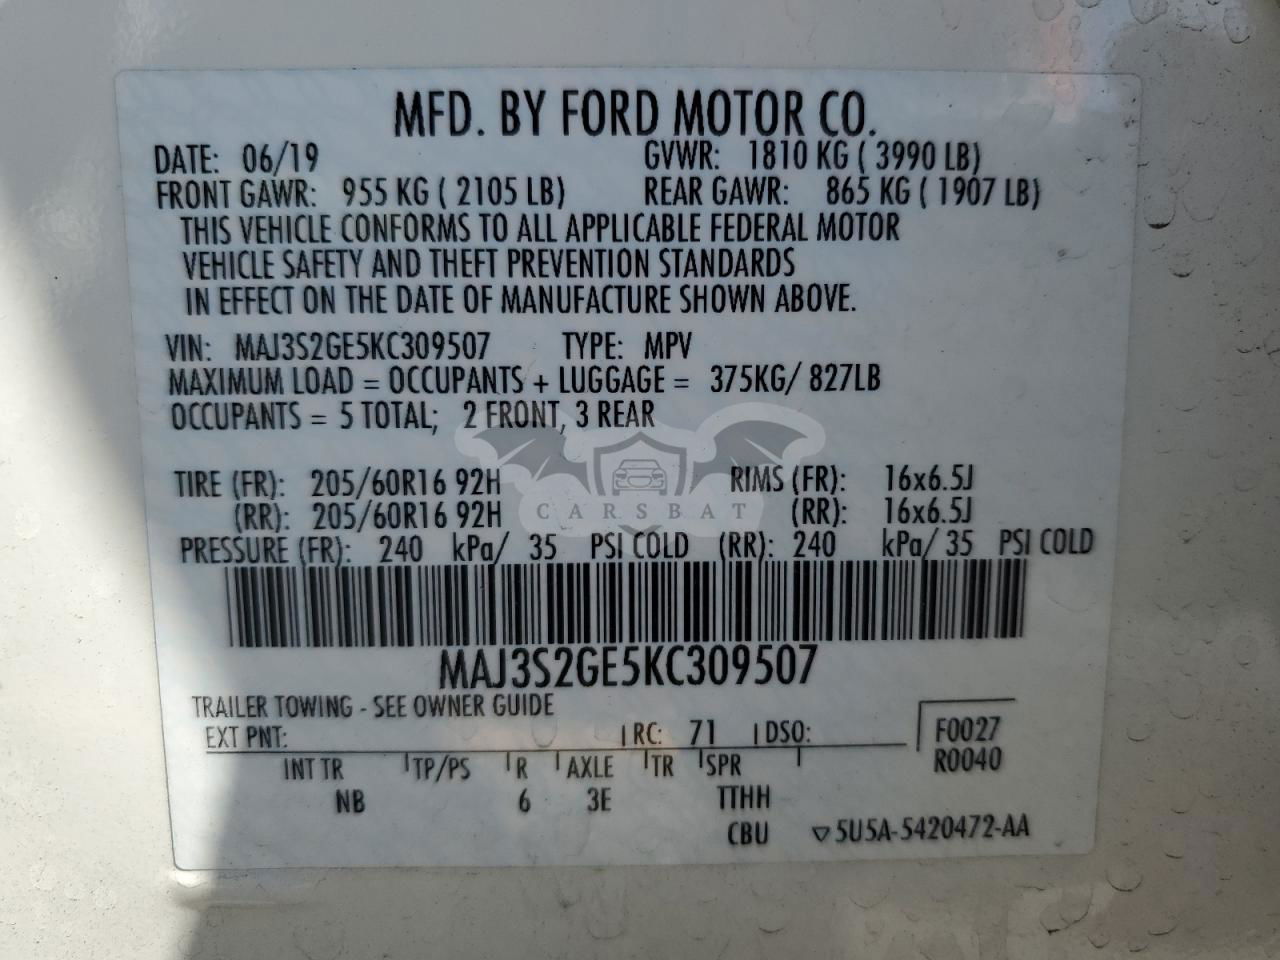 MFD. BY FORD MOTOR CO.
DATE: 06/19 GVWR: 1810 KG ( 3990 LB)
FRONT GAWR: 955 KG ( 2105 LB) REAR GAWR: 865 KG ( 1907 LB)
THIS VEHICLE CONFORMS TO ALL APPLICABLE FEDERAL MOTOR
VEHICLE SAFETY AND THEFT PREVENTION STANDARDS
IN EFFECT ON THE DATE OF MANUFACTURE SHOWN ABOVE.
VIN: MAJ3S2GE5KC309507 TYPE: MPV
MAXIMUM LOAD = OCCUPANTS + LUGGAGE = 375KG/ 827LB
OCCUPANTS = 5 TOTAL; 2 FRONT, 3 REAR
TIRE (FR): 205/60R16 92H RIMS (FR): 16x6.5J
(RR): 205/60R16 92H (RR): 16x6.5J
CARSBAT
PRESSURE (FR): 240 kPa/ 35 PSI COLD (RR): 240 kPa/ 35 PSI COLD
MAJ3S2GE5KC309507
TRAILER TOWING - SEE OWNER GUIDE
EXT PNT: RC: 71 DSO: F0027
R0040
INT TR TP/PS R AXLE TR SPR
NB 6 3E TTHH
CBU ▽5U5A-5420472-AA